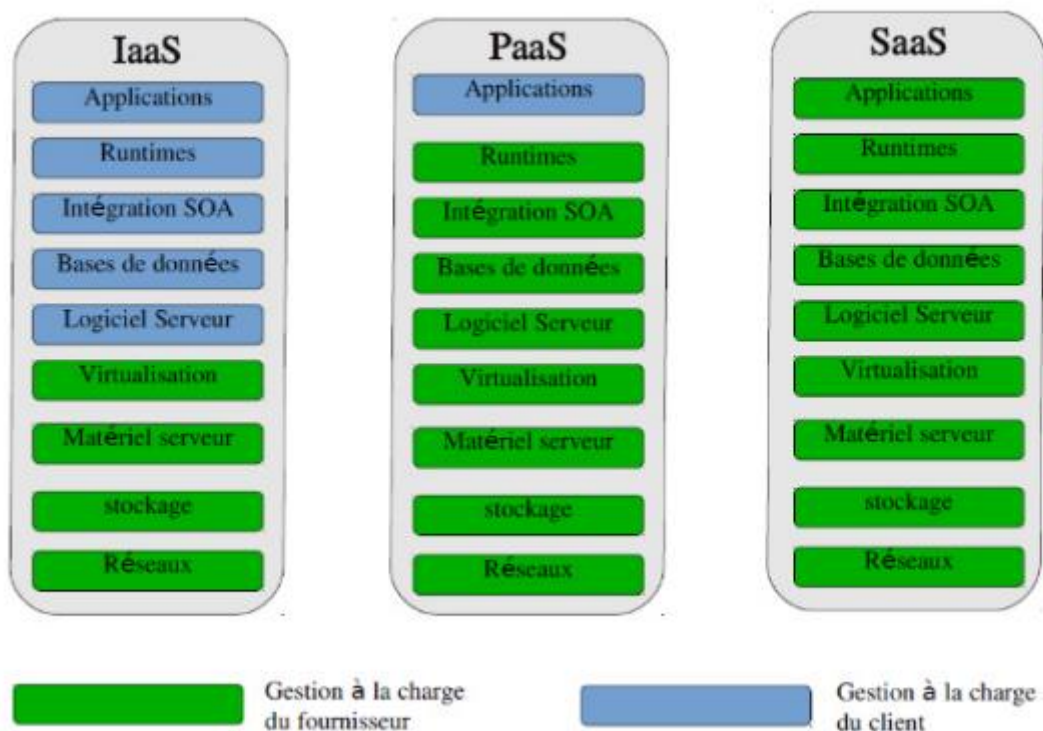 IaaS
Applications
Runtimes
Intégration SOA
Bases de données
Logiciel Serveur
Virtualisation
Matériel serveur
stockage
Réseaux
PaaS
Applications
Runtimes
Intégration SOA
Bases de données
Logiciel Serveur
Virtualisation
Matériel serveur
stockage
Réseaux
SaaS
Applications
Runtimes
Intégration SOA
Bases de données
Logiciel Serveur
Virtualisation
Matériel serveur
stockage
Réseaux
Gestion à la charge
du fournisseur
Gestion à la charge
du client